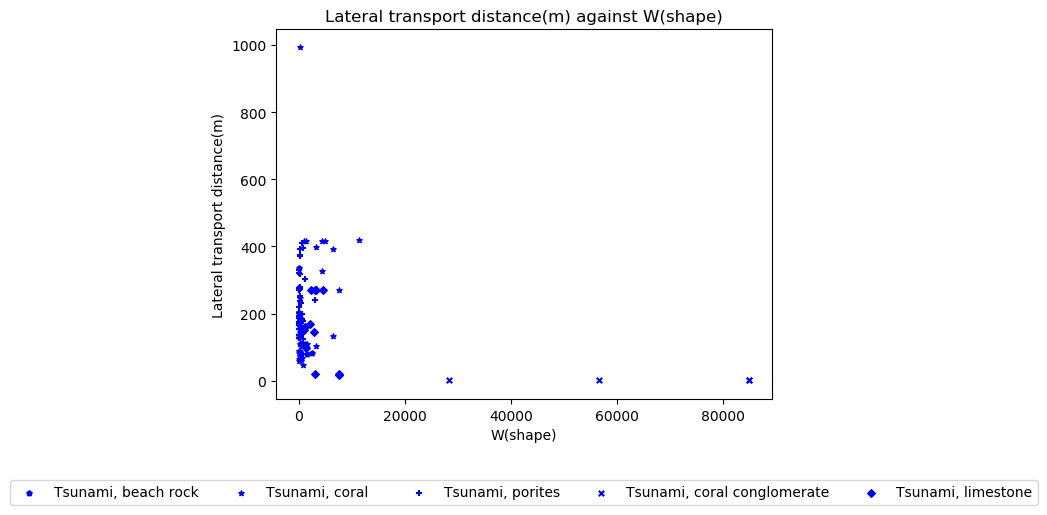 Lateral transport distance(m) against W(shape)
Lateral transport distance(m)
1000
800
600
400
200
0
0 20000 40000 60000 80000
W(shape)
Tsunami, beach rock Tsunami, coral Tsunami, porites Tsunami, coral conglomerate Tsunami, limestone